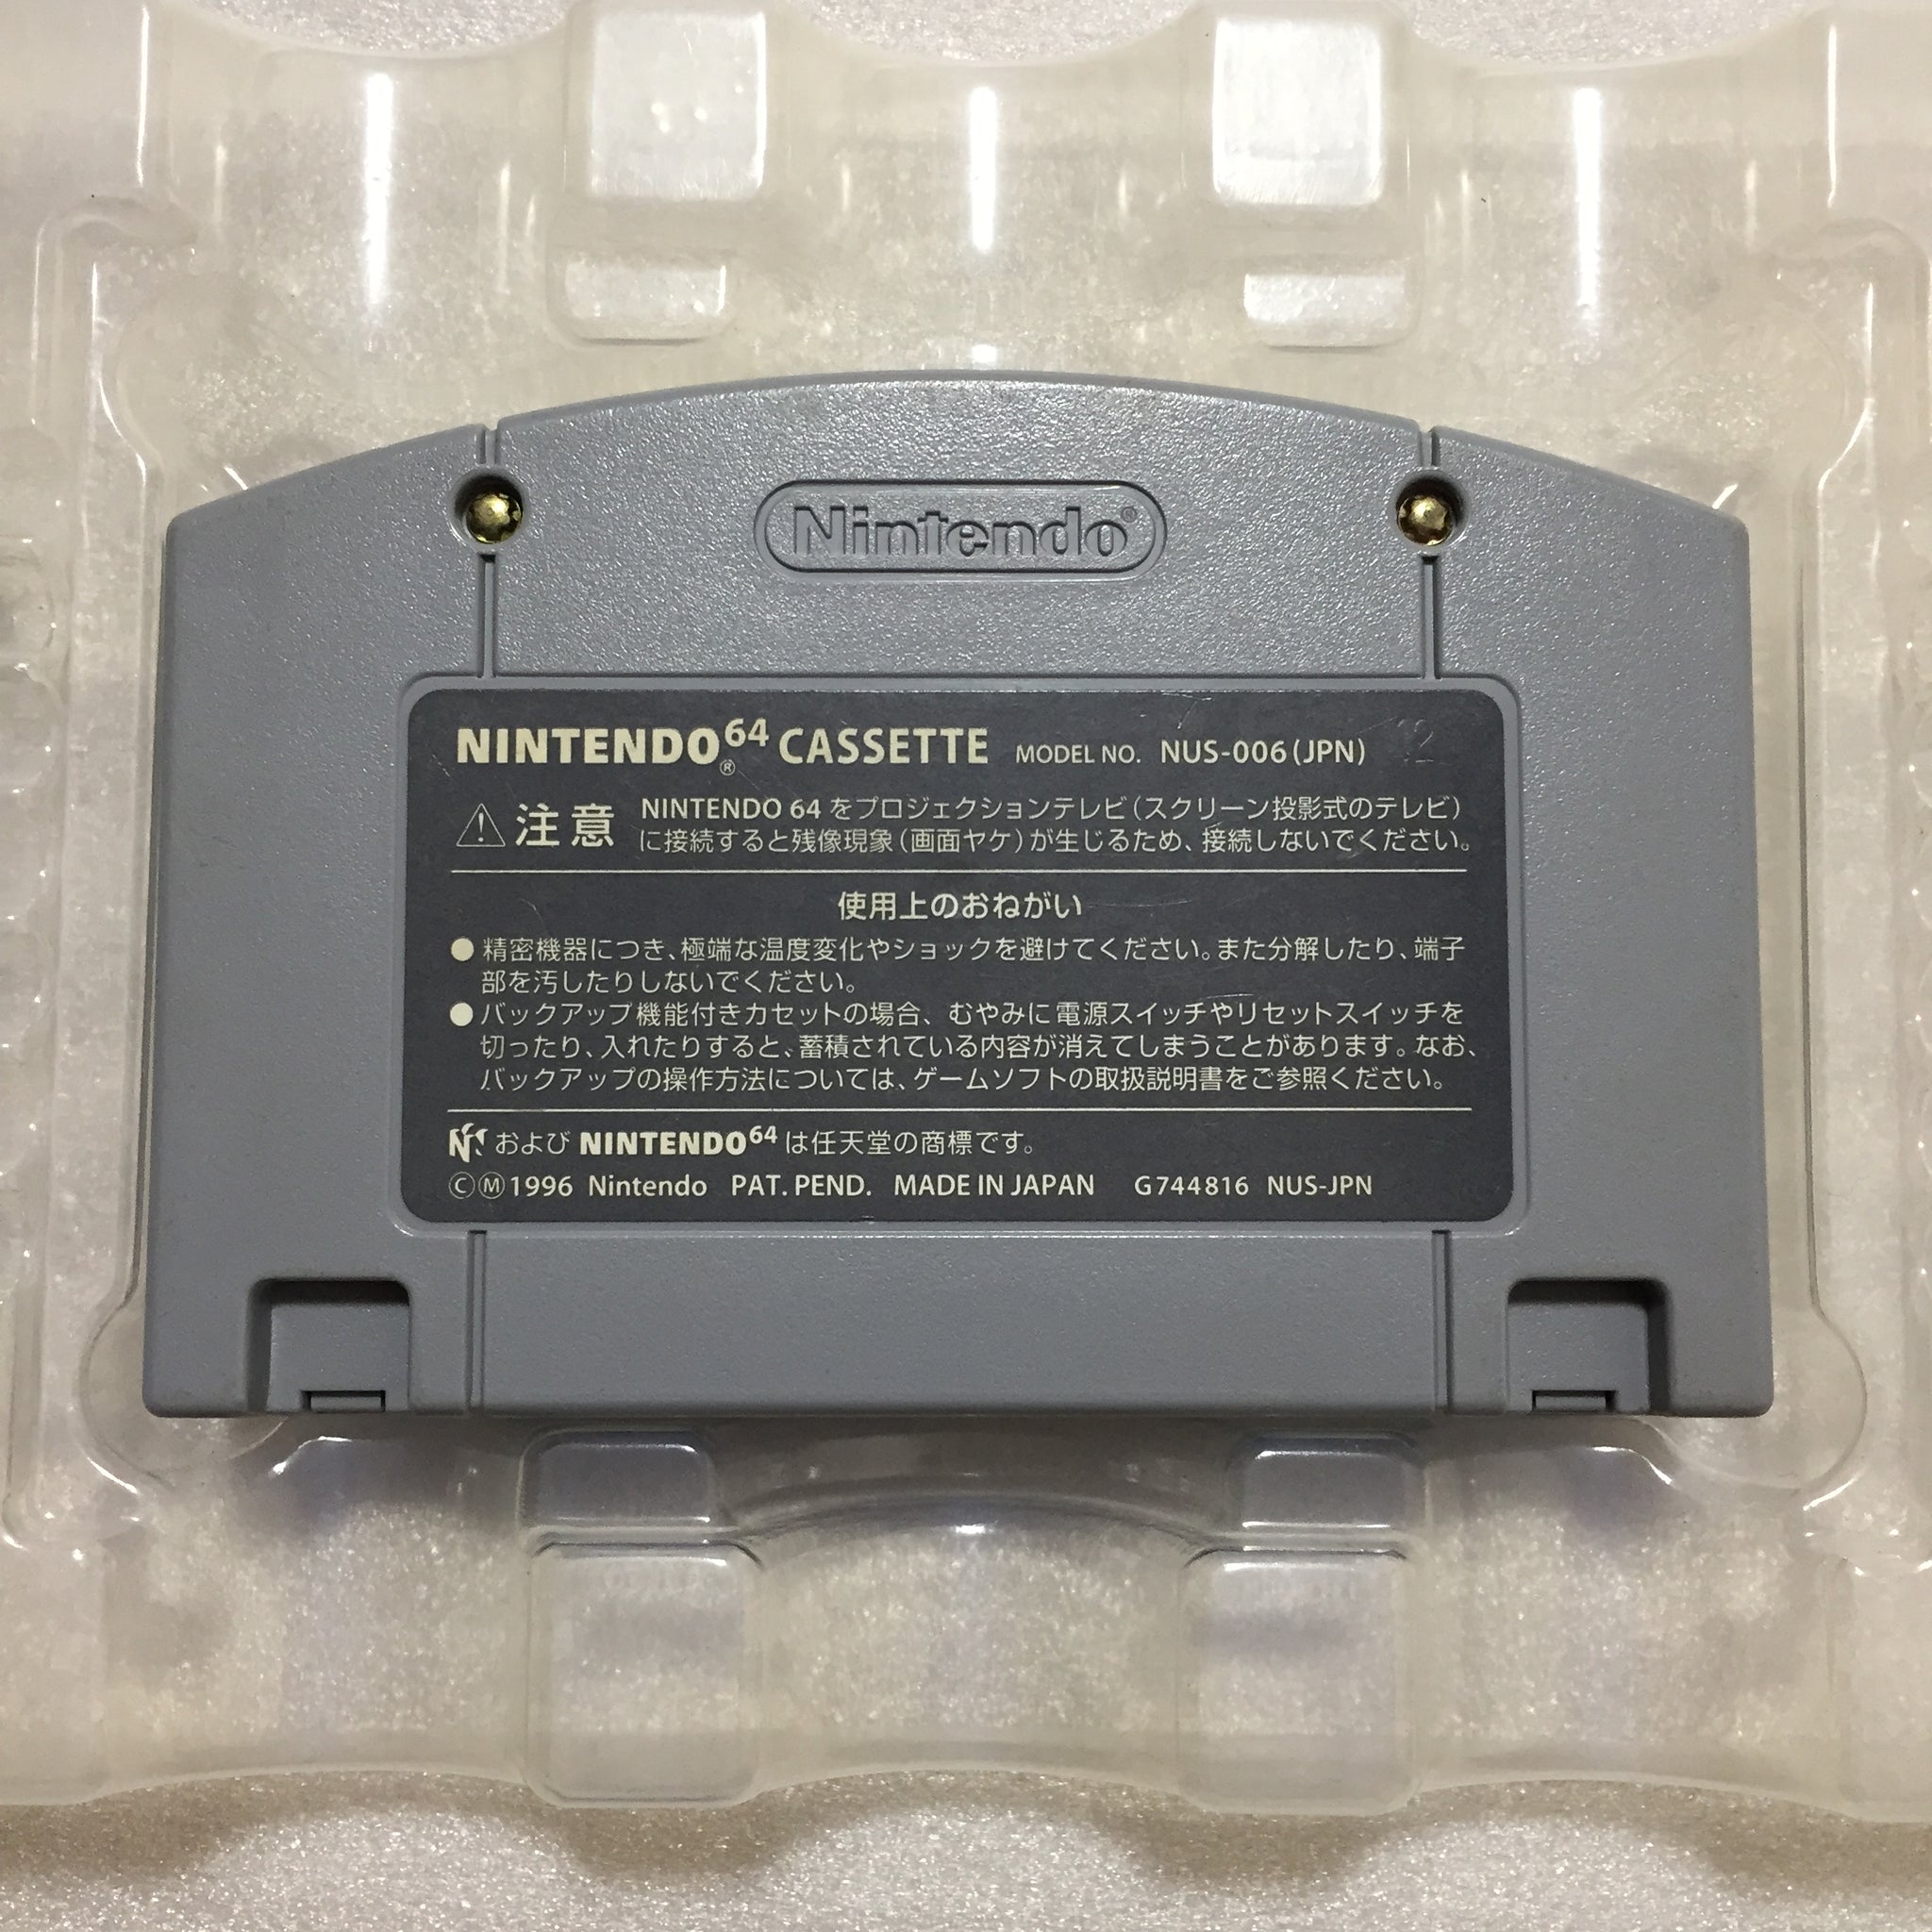 Nintendo®
NINTENDO64® CASSETTE MODEL NO. NUS-006(JPN) 12
⚠注意 NINTENDO 64 をプロジェクションテレビ(スクリーン投影式のテレビ)
に接続すると残像現象(画面ヤケ)が生じるため、接続しないでください。
使用上のおねがい
●精密機器につき、極端な温度変化やショックを避けてください。また分解したり、端子
部を汚したりしないでください。
●バックアップ機能付きカセットの場合、むやみに電源スイッチやリセットスイッチを
切ったり、入れたりすると、蓄積されている内容が消えてしまうことがあります。なお、
バックアップの操作方法については、ゲームソフトの取扱説明書をご参照ください。
および NINTENDO64 は任天堂の商標です。
ⒸⓂ1996 Nintendo PAT. PEND. MADE IN JAPAN G744816 NUS-JPN